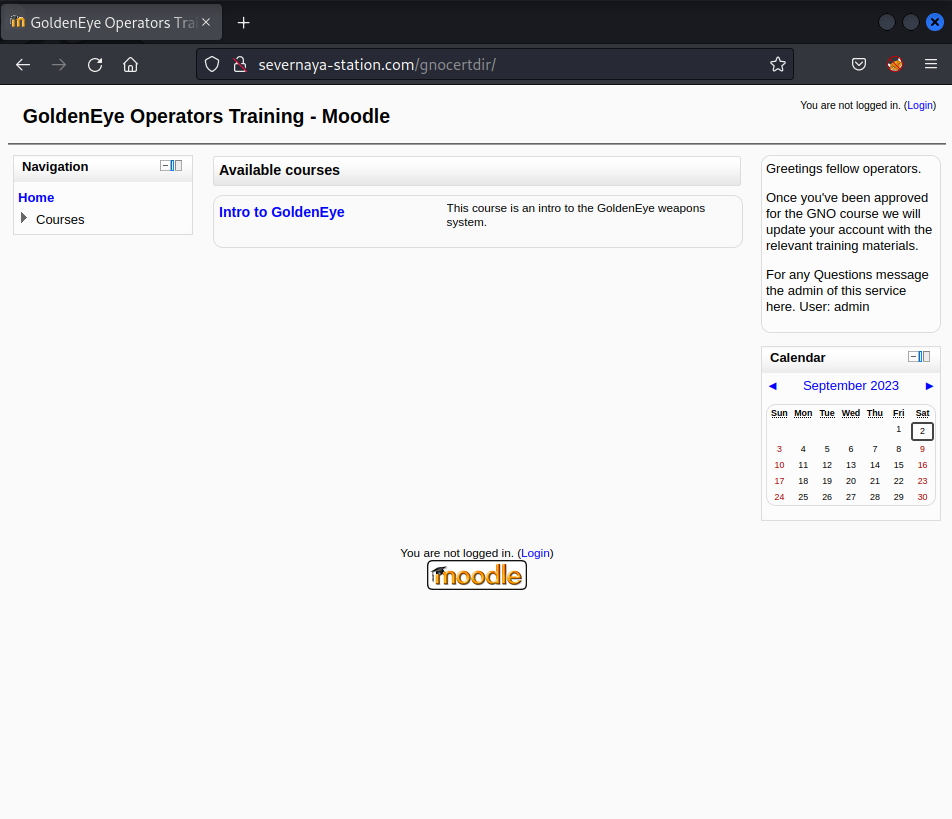 GoldenEye Operators Trai
severnaya-station.com/gnocertdir/
GoldenEye Operators Training - Moodle
You are not logged in. (Login)
Navigation
Home
Courses
Available courses
Intro to GoldenEye
This course is an intro to the GoldenEye weapons
system.
Greetings fellow operators.
Once you've been approved
for the GNO course we will
update your account with the
relevant training materials.
For any Questions message
the admin of this service
here. User: admin
Calendar
◄ September 2023 ►
Sun Mon Tue Wed Thu Fri Sat
1 2
3 4 5 6 7 8 9
10 11 12 13 14 15 16
17 18 19 20 21 22 23
24 25 26 27 28 29 30
You are not logged in. (Login)
moodle